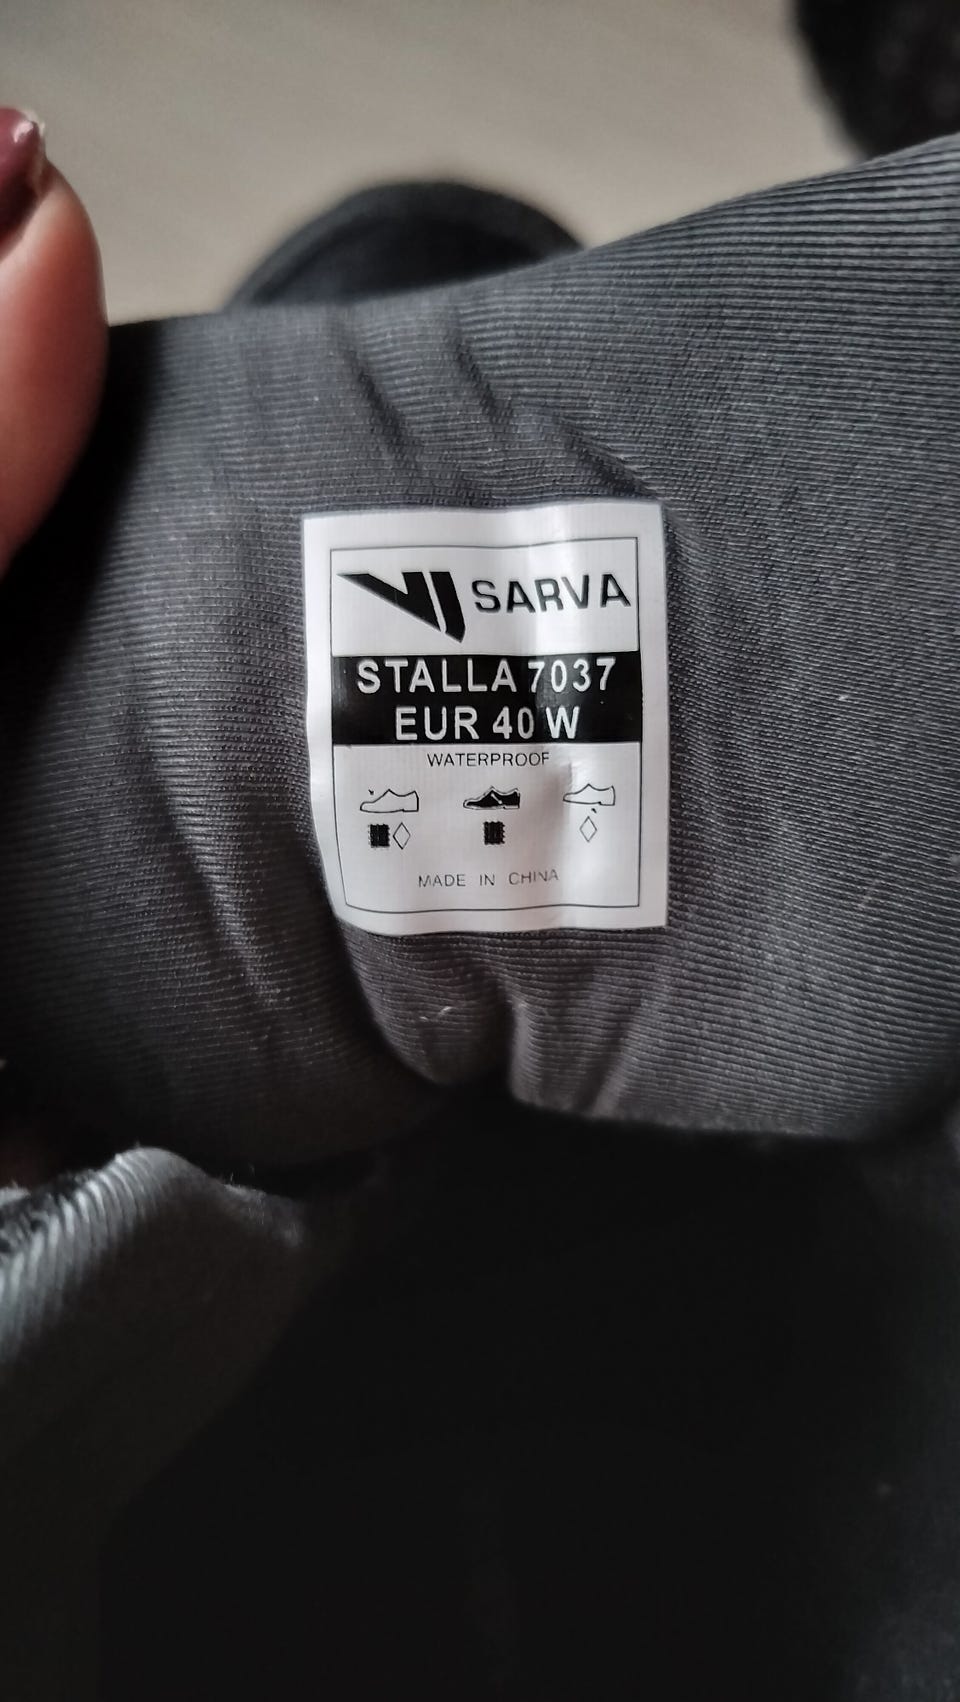 SARVA
STALLA 7037
EUR 40 W
WATERPROOF
MADE IN CHINA